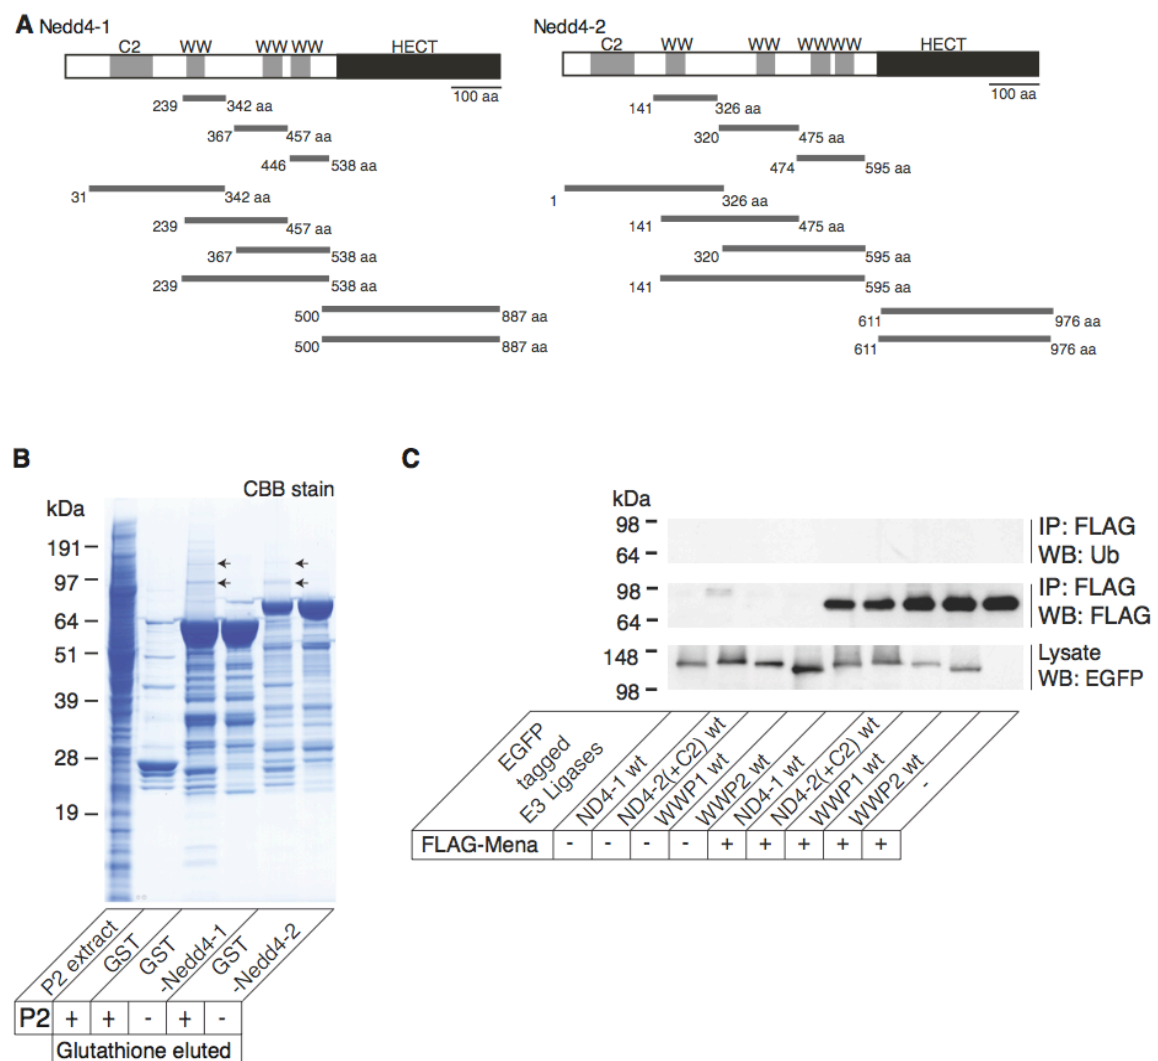 A Nedd4-1
C2 WW WW WW HECT
100 aa
239 342 aa
367 457 aa
446 538 aa
31 342 aa
239 457 aa
367 538 aa
239 538 aa
500 887 aa
500 887 aa
Nedd4-2
C2 WW WW WWWW HECT
100 aa
141 326 aa
320 475 aa
474 595 aa
1 326 aa
141 475 aa
320 595 aa
141 595 aa
611 976 aa
611 976 aa
B
CBB stain
kDa
191
97
64
51
39
28
19
P2 extract
GST
GST
-Nedd4-1
GST
-Nedd4-2
P2 + + - + -
Glutathione eluted
C
kDa
98
64
IP: FLAG
WB: Ub
98
64
IP: FLAG
WB: FLAG
148
98
Lysate
WB: EGFP
EGFP
tagged
E3 Ligases
ND4-1 wt
ND4-2(+C2) wt
WWP1 wt
WWP2 wt
ND4-1 wt
ND4-2(+C2) wt
WWP1 wt
WWP2 wt
-
FLAG-Mena - - - - + + + + +